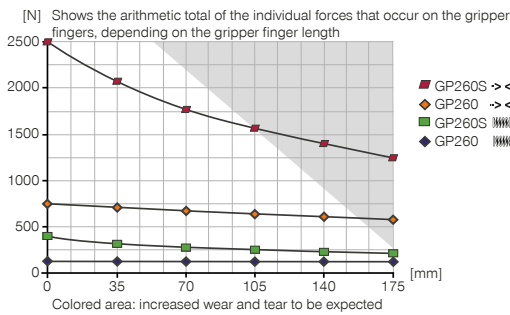 [N] Shows the arithmetic total of the individual forces that occur on the gripper
fingers, depending on the gripper finger length
2500
2000
1500
1000
500
0
0 35 70 105 140 175 [mm]
Colored area: increased wear and tear to be expected
GP260S
GP260
GP260S
GP260